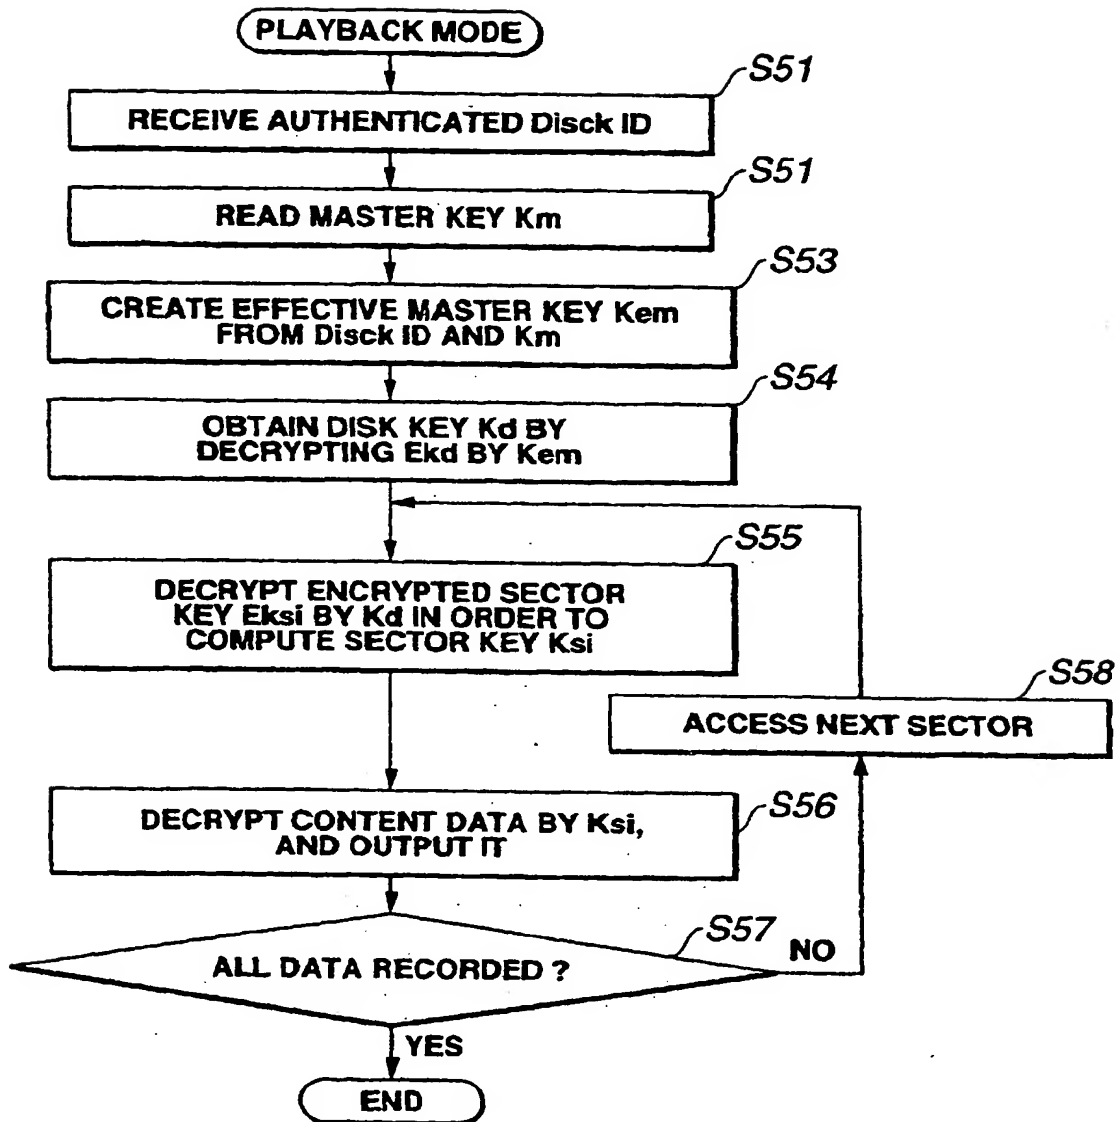 PLAYBACK MODE
S51
RECEIVE AUTHENTICATED Disck ID
S51
READ MASTER KEY Km
S53
CREATE EFFECTIVE MASTER KEY Kem
FROM Disck ID AND Km
S54
OBTAIN DISK KEY Kd BY
DECRYPTING Ekd BY Kem
S55
DECRYPT ENCRYPTED SECTOR
KEY Eksi BY Kd IN ORDER TO
COMPUTE SECTOR KEY Ksi
S58
ACCESS NEXT SECTOR
S56
DECRYPT CONTENT DATA BY Ksi,
AND OUTPUT IT
S57
NO
ALL DATA RECORDED ?
YES
END